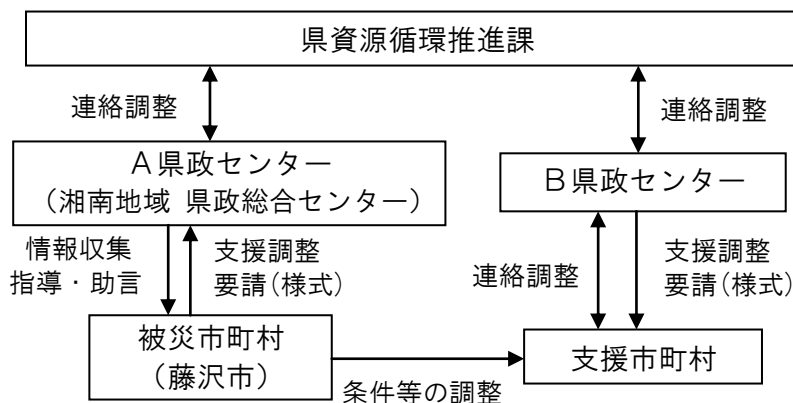 県資源循環推進課
連絡調整
連絡調整
A県政センター
（湘南地域 県政総合センター）
B県政センター
情報収集
指導・助言
支援調整
要請（様式）
連絡調整
支援調整
要請（様式）
被災市町村
（藤沢市）
支援市町村
条件等の調整